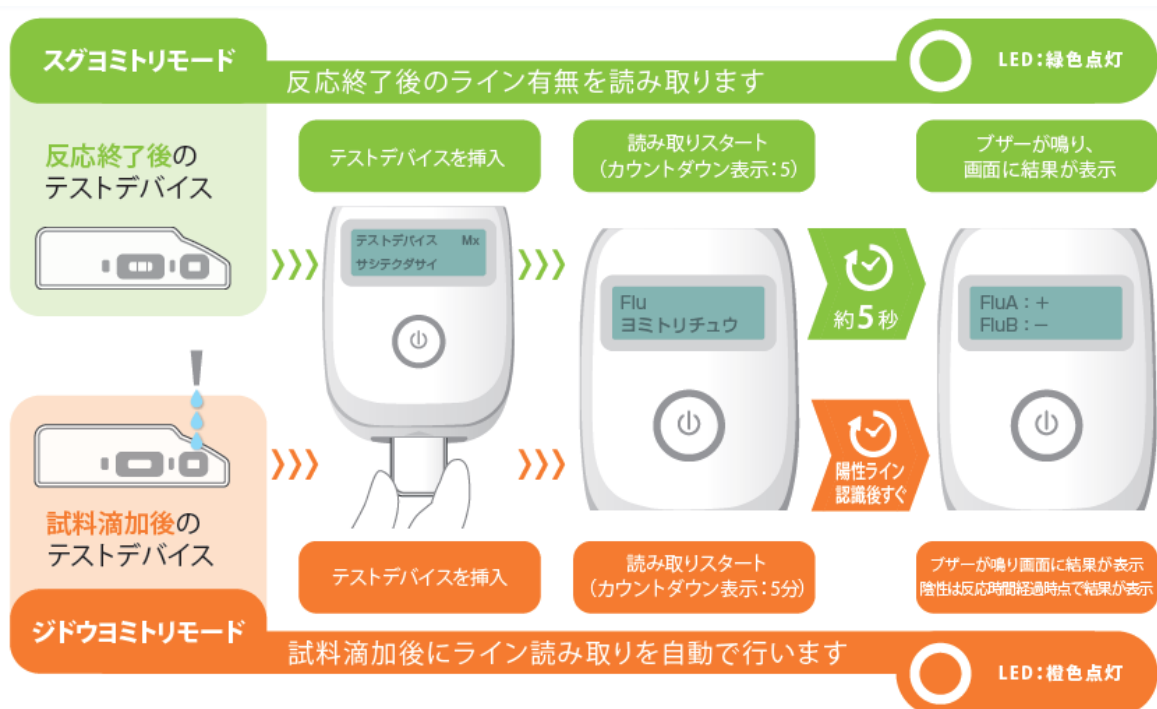 スグヨミトリモード
反応終了後のライン有無を読み取ります
LED:緑色点灯
反応終了後の
テストデバイス
テストデバイスを挿入
読み取りスタート
(カウントダウン表示:5)
ブザーが鳴り、
画面に結果が表示
テストデバイス Mx
サシテクダサイ
Flu
ヨミトリチュウ
約5秒
FluA:+
FluB:−
陽性ライン
認識後すぐ
試料滴加後の
テストデバイス
テストデバイスを挿入
読み取りスタート
(カウントダウン表示:5分)
ブザーが鳴り画面に結果が表示
陰性は反応時間経過時点で結果が表示
ジドウヨミトリモード
試料滴加後にライン読み取りを自動で行います
LED:橙色点灯